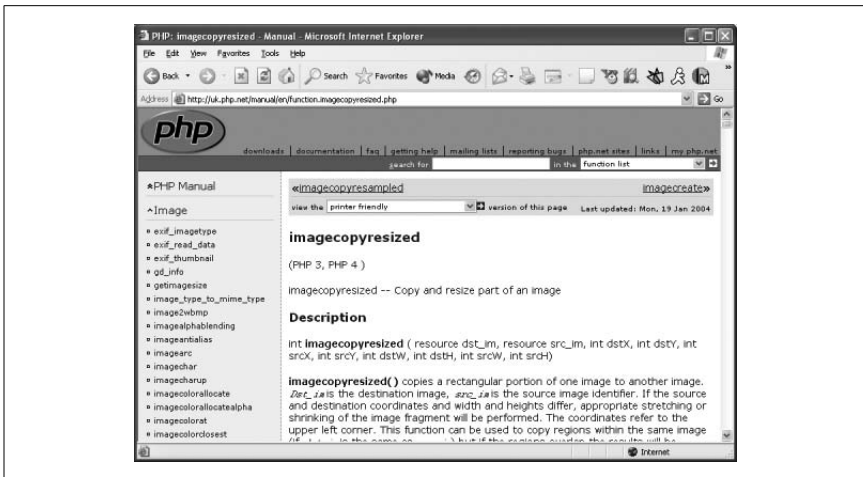 PHP: imagecopyresized - Manual - Microsoft Internet Explorer
File Edit View Favorites Tools Help
Back Search Favorites Media
Address http://uk.php.net/manual/en/function.imagecopyresized.php Go
php
downloads | documentation | faq | getting help | mailing lists | reporting bugs | php.net sites | links | my php.net
search for in the function list
PHP Manual
Image
exif_imagetype
exif_read_data
exif_thumbnail
gd_info
getimagesize
image_type_to_mime_type
image2wbmp
imagealphablending
imageantialias
imagearc
imagechar
imagecharup
imagecolorallocate
imagecolorallocatealpha
imagecolorat
imagecolorclosest
«imagecopyresampled imagecreate»
view the printer friendly version of this page Last updated: Mon, 19 Jan 2004
imagecopyresized
(PHP 3, PHP 4 )
imagecopyresized -- Copy and resize part of an image
Description
int imagecopyresized ( resource dst_im, resource src_im, int dstX, int dstY, int
srcX, int srcY, int dstW, int dstH, int srcW, int srcH)
imagecopyresized() copies a rectangular portion of one image to another image.
Dst_im is the destination image, src_im is the source image identifier. If the source
and destination coordinates and width and heights differ, appropriate stretching or
shrinking of the image fragment will be performed. The coordinates refer to the
upper left corner. This function can be used to copy regions within the same image
Internet